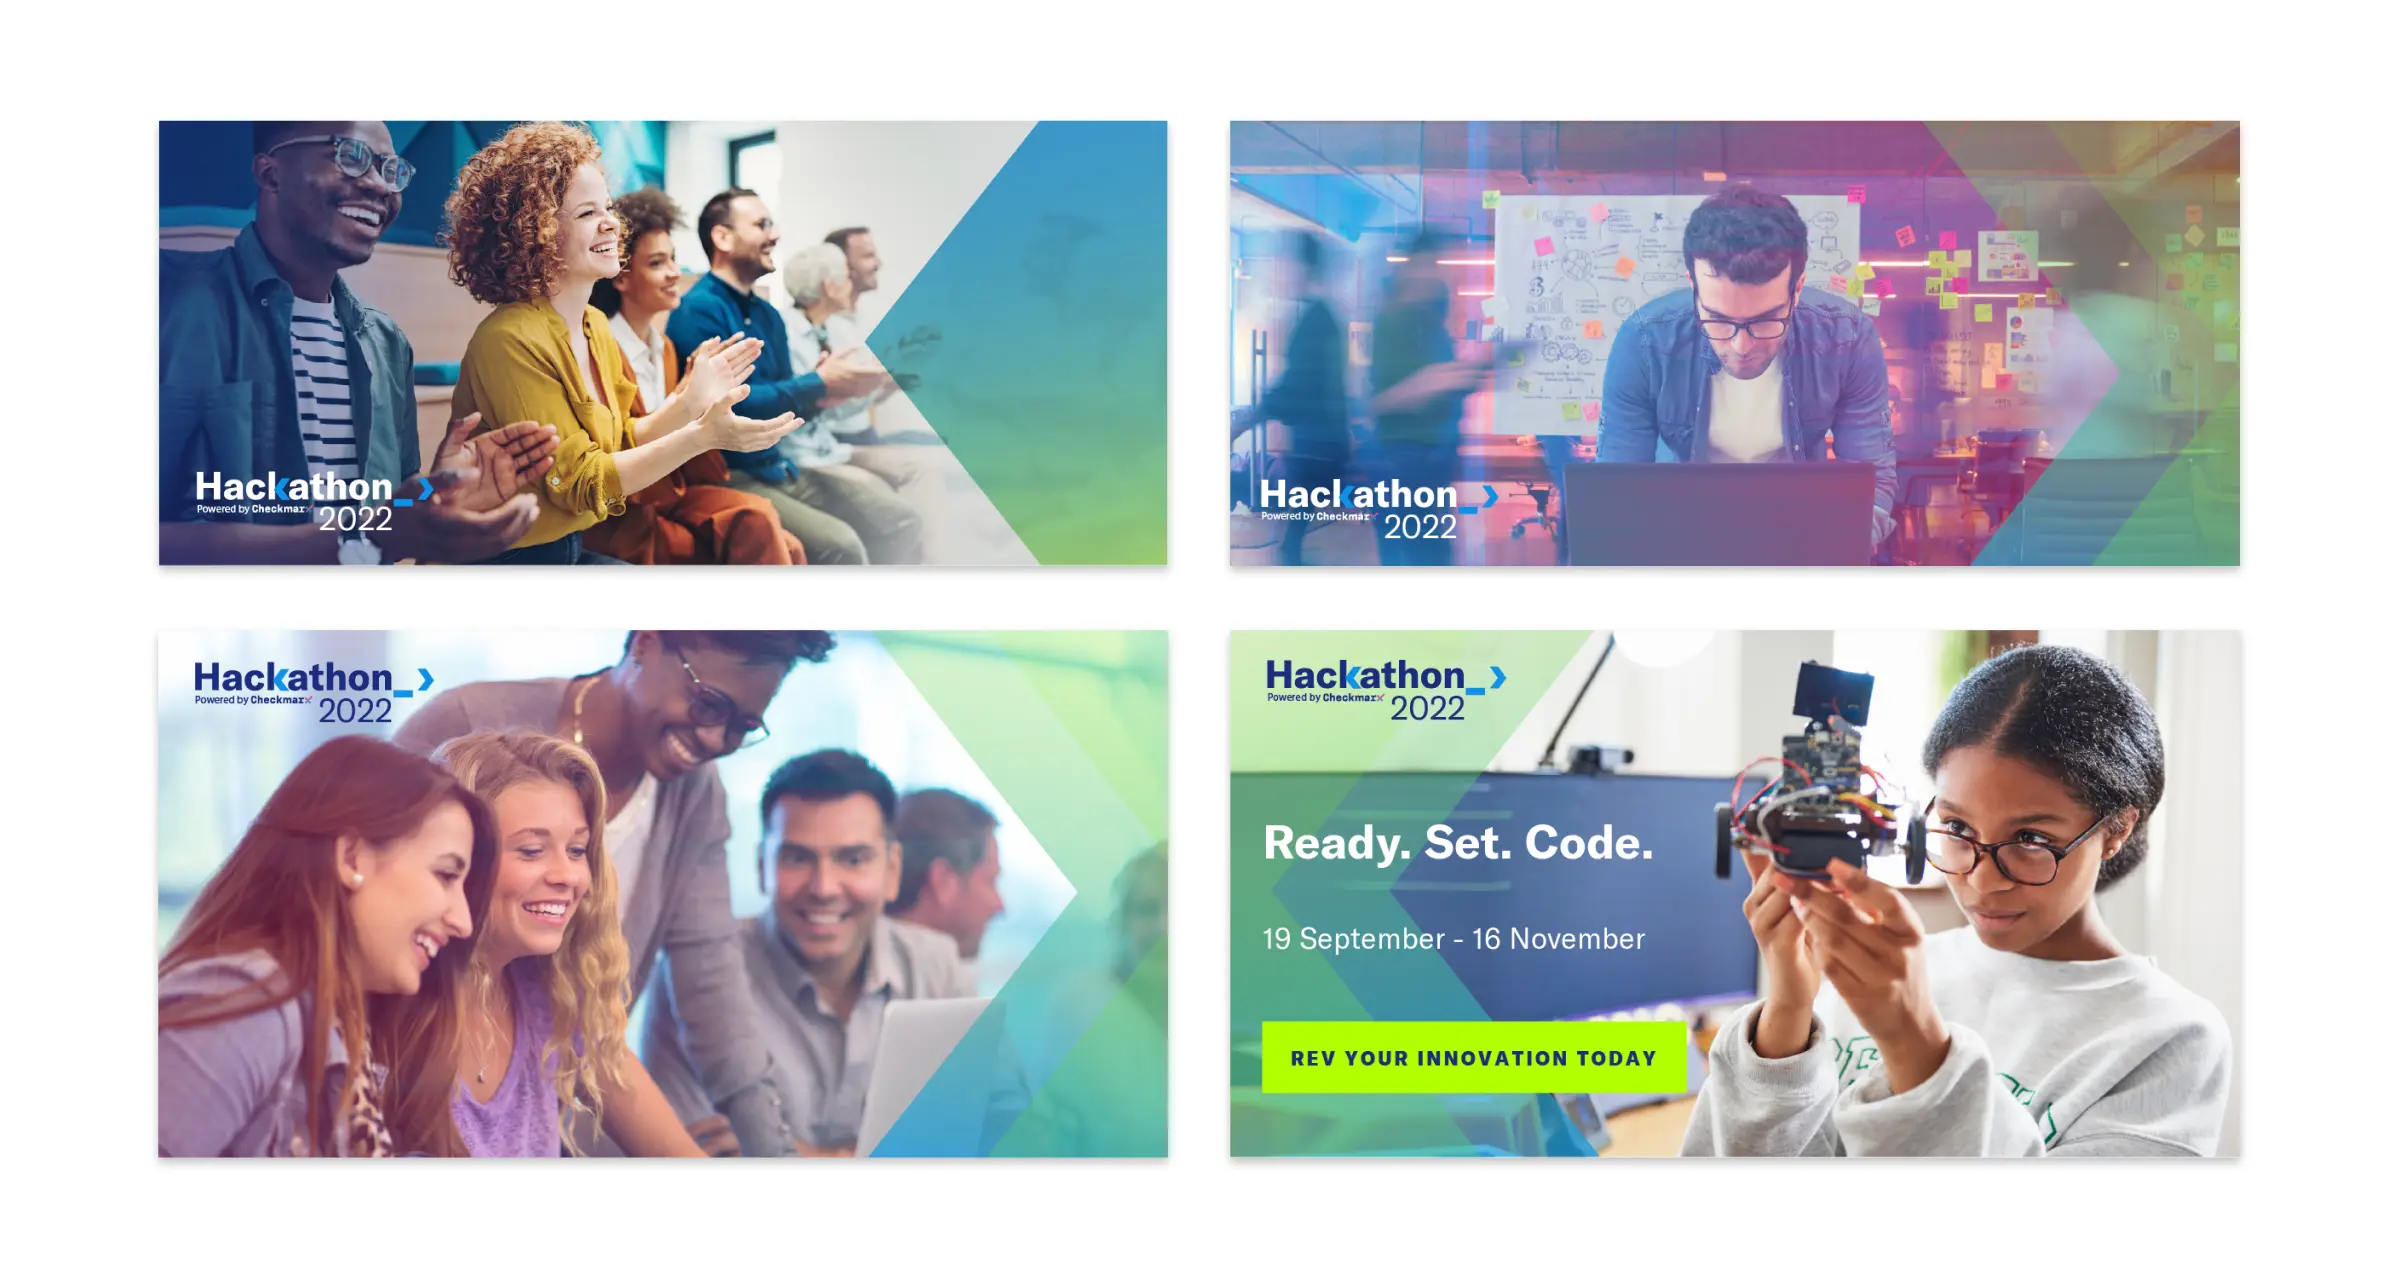 Hackathon_›
Powered by Checkmarx
2022
Hackathon_›
Powered by Checkmarx
2022
Hackathon_›
Powered by Checkmarx
2022
Hackathon_›
Powered by Checkmarx
2022
Ready. Set. Code.
19 September - 16 November
REV YOUR INNOVATION TODAY